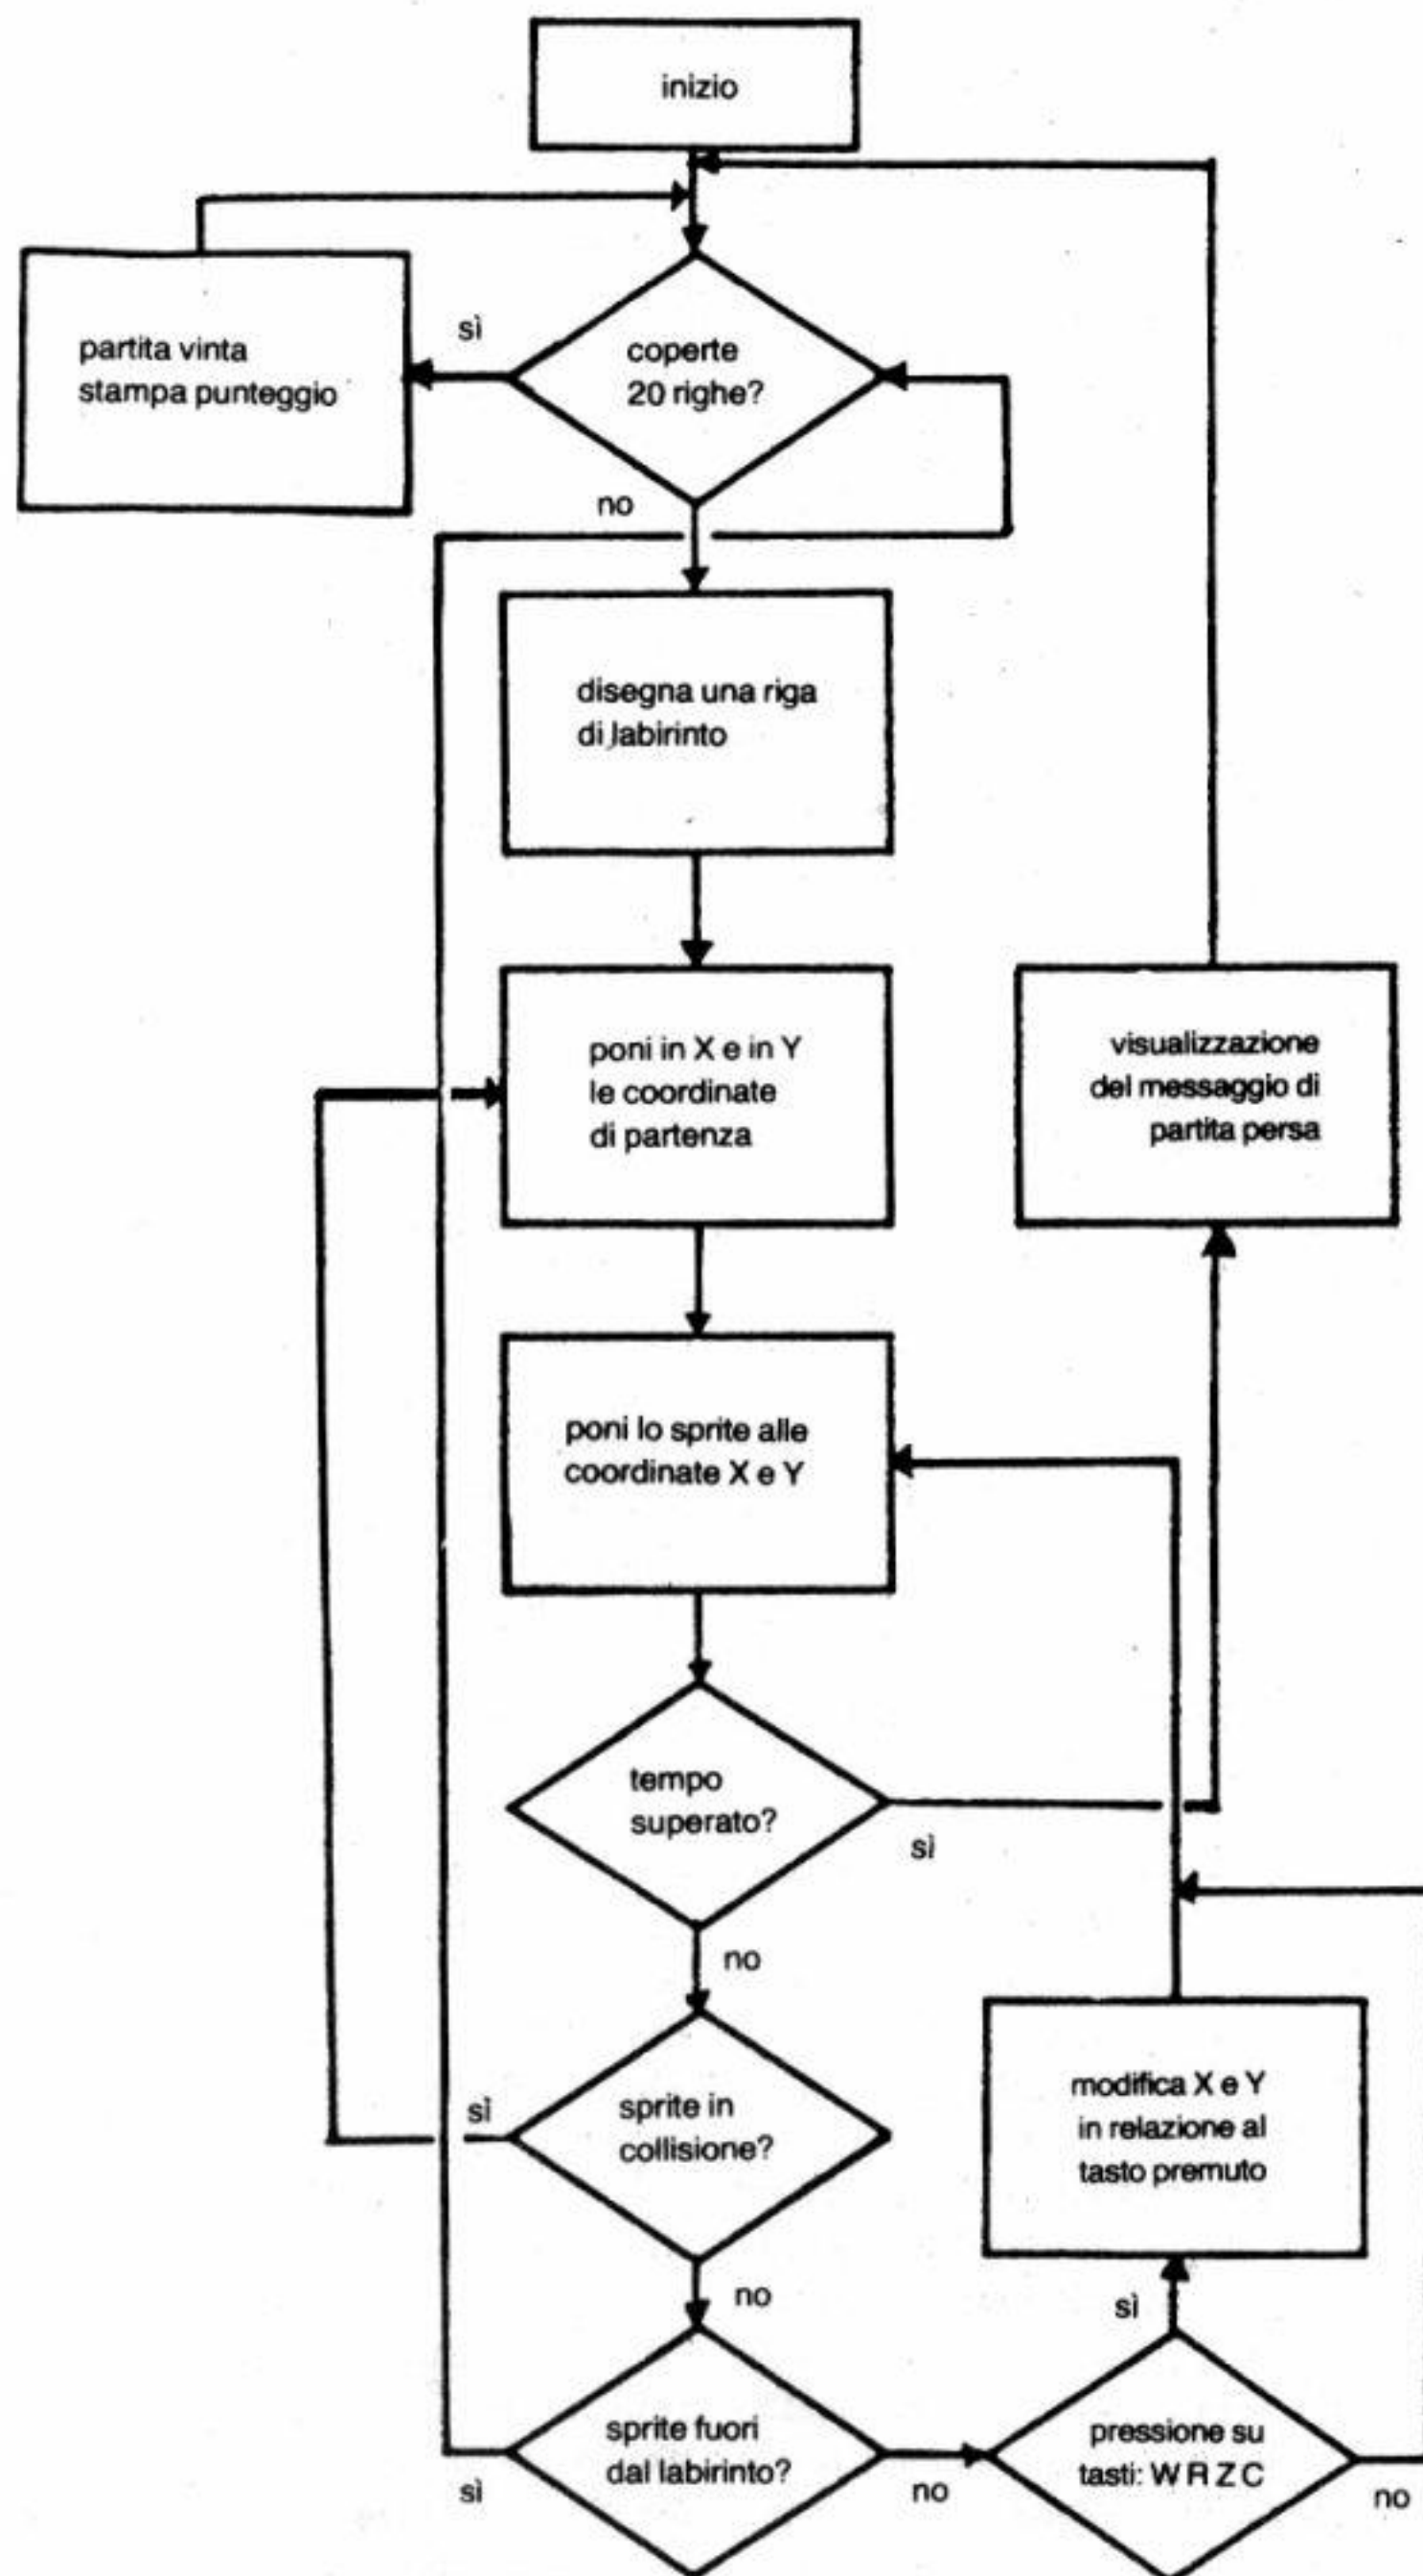 inizio
partita vinta
stampa punteggio
sì
coperte
20 righe?
no
disegna una riga
di labirinto
poni in X e in Y
le coordinate
di partenza
visualizzazione
del messaggio di
partita persa
poni lo sprite alle
coordinate X e Y
tempo
superato?
sì
no
sì
sprite in
collisione?
modifica X e Y
in relazione al
tasto premuto
no
sì
sprite fuori
dal labirinto?
pressione su
tasti: W R Z C
sì
no
no